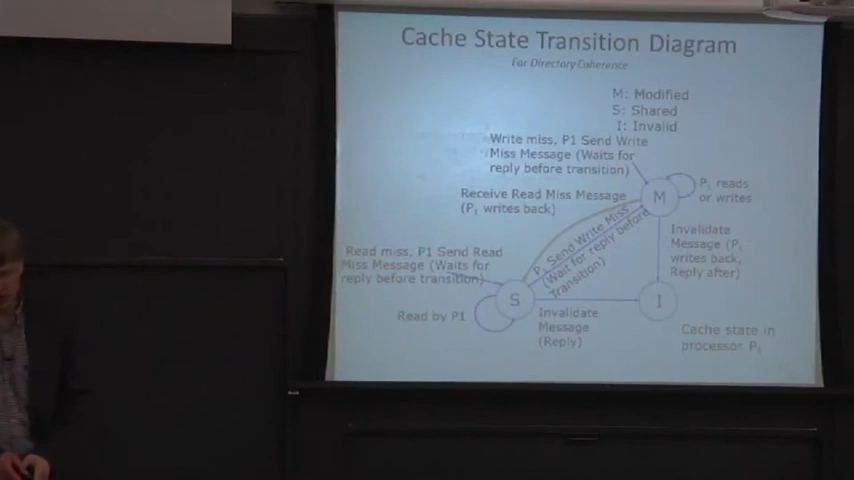 Cache State Transition Diagram
For Directory Coherence
M: Modified
S: Shared
I: Invalid
Write miss, P1 Send Write
Miss Message (Waits for
reply before transition)
P1 reads
or writes
M
Receive Read Miss Message
(P1 writes back)
P1 Send Write Miss
(Wait for reply before
Transition)
Invalidate
Message (P1
writes back,
Reply after)
Read miss, P1 Send Read
Miss Message (Waits for
reply before transition)
S
I
Read by P1
Invalidate
Message
(Reply)
Cache state in
processor P1